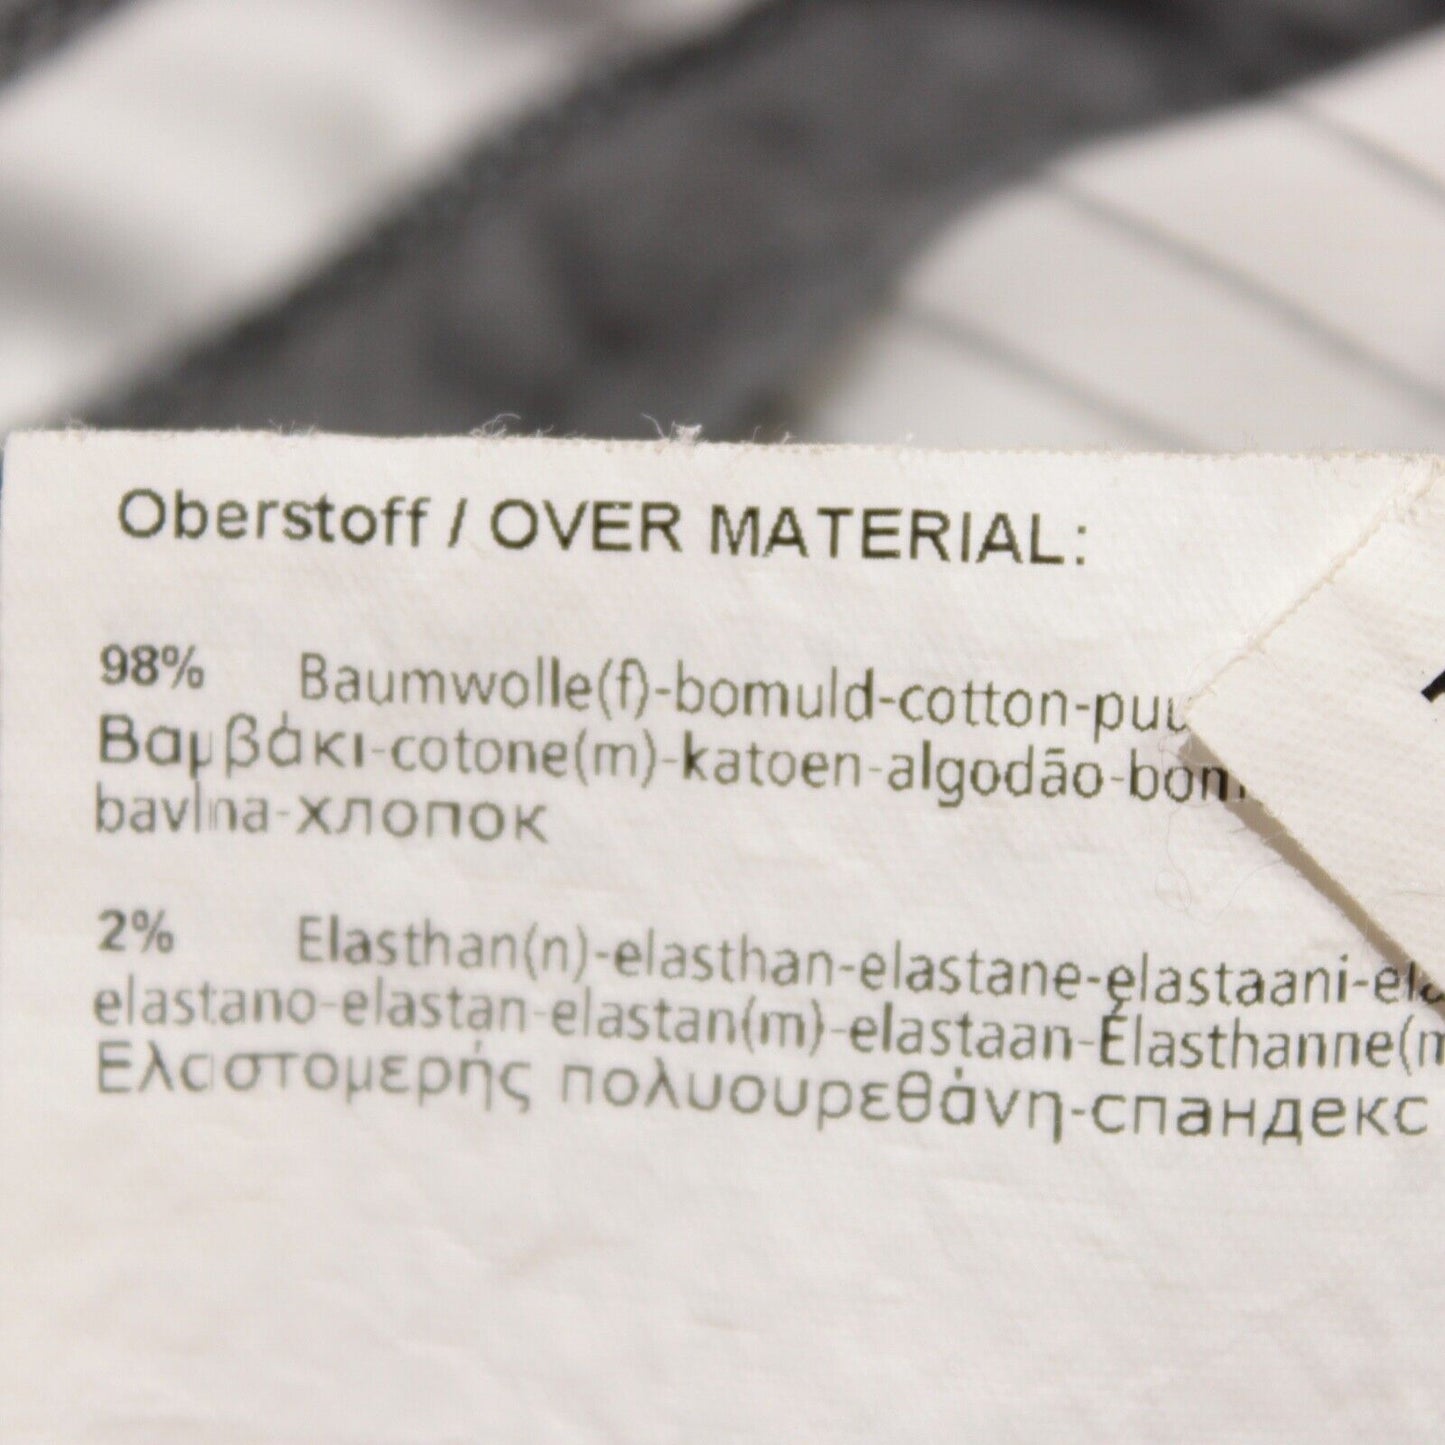 Oberstoff / OVER MATERIAL:
98% Baumwolle(f)-bomuld-cotton-puu
Βαμβάκι-cotone(m)-katoen-algodão-bom
bavlna-хлопок
2% Elasthan(n)-elasthan-elastane-elastaani-ela
elastano-elastan-elastan(m)-elastaan-Élasthanne(m
Ελαστομερής πολυουρεθάνη-спандекс